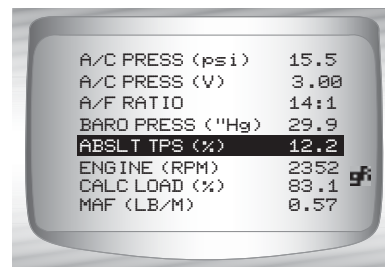 A/C PRESS (psi) 15.5
A/C PRESS (V) 3.00
A/F RATIO 14:1
BARO PRESS ("Hg) 29.9
ABSLT TPS (%) 12.2
ENGINE (RPM) 2352
CALC LOAD (%) 83.1
MAF (LB/M) 0.57